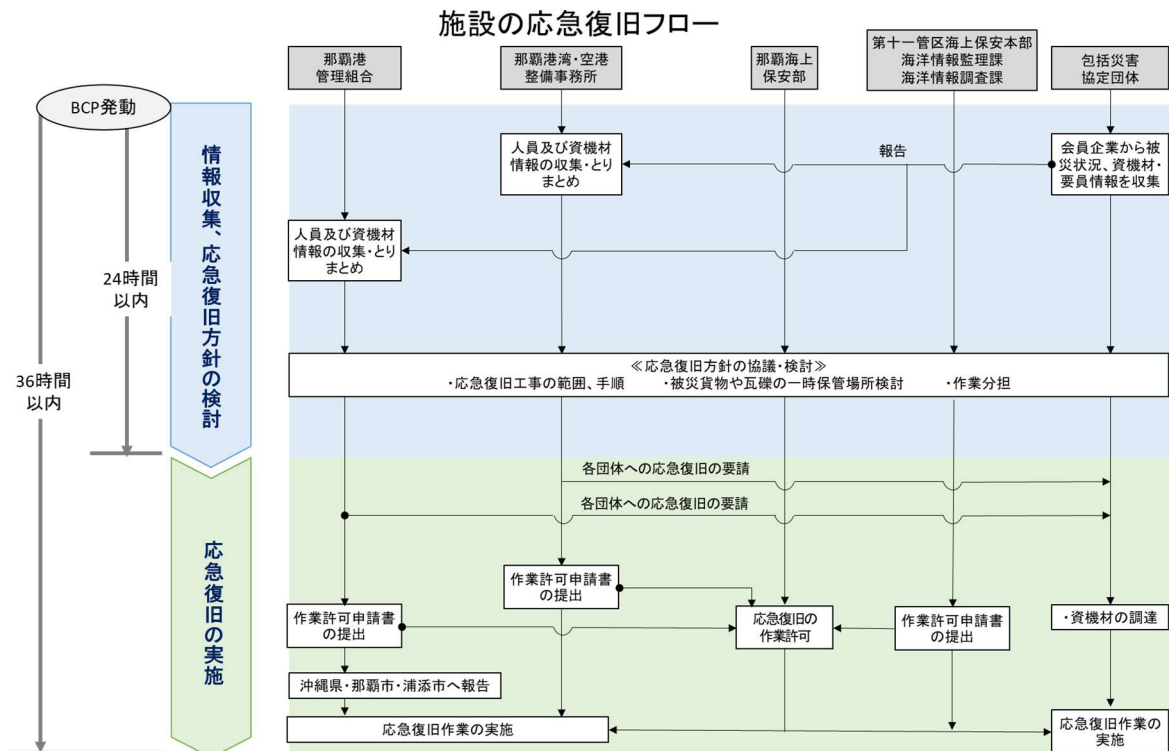 施設の応急復旧フロー
那覇港
管理組合
那覇港湾・空港
整備事務所
那覇海上
保安部
第十一管区海上保安本部
海洋情報監理課
海洋情報調査課
包括災害
協定団体
BCP発動
24時間
以内
36時間
以内
情報収集、応急復旧方針の検討
人員及び資機材
情報の収集・とり
まとめ
報告
会員企業から被
災状況、資機材・
要員情報を収集
人員及び資機材
情報の収集・とり
まとめ
≪応急復旧方針の協議・検討≫
・応急復旧工事の範囲、手順 ・被災貨物や瓦礫の一時保管場所検討 ・作業分担
応急復旧の実施
各団体への応急復旧の要請
各団体への応急復旧の要請
作業許可申請書
の提出
作業許可申請書
の提出
応急復旧の
作業許可
作業許可申請書
の提出
・資機材の調達
沖縄県・那覇市・浦添市へ報告
応急復旧作業の実施
応急復旧作業の
実施